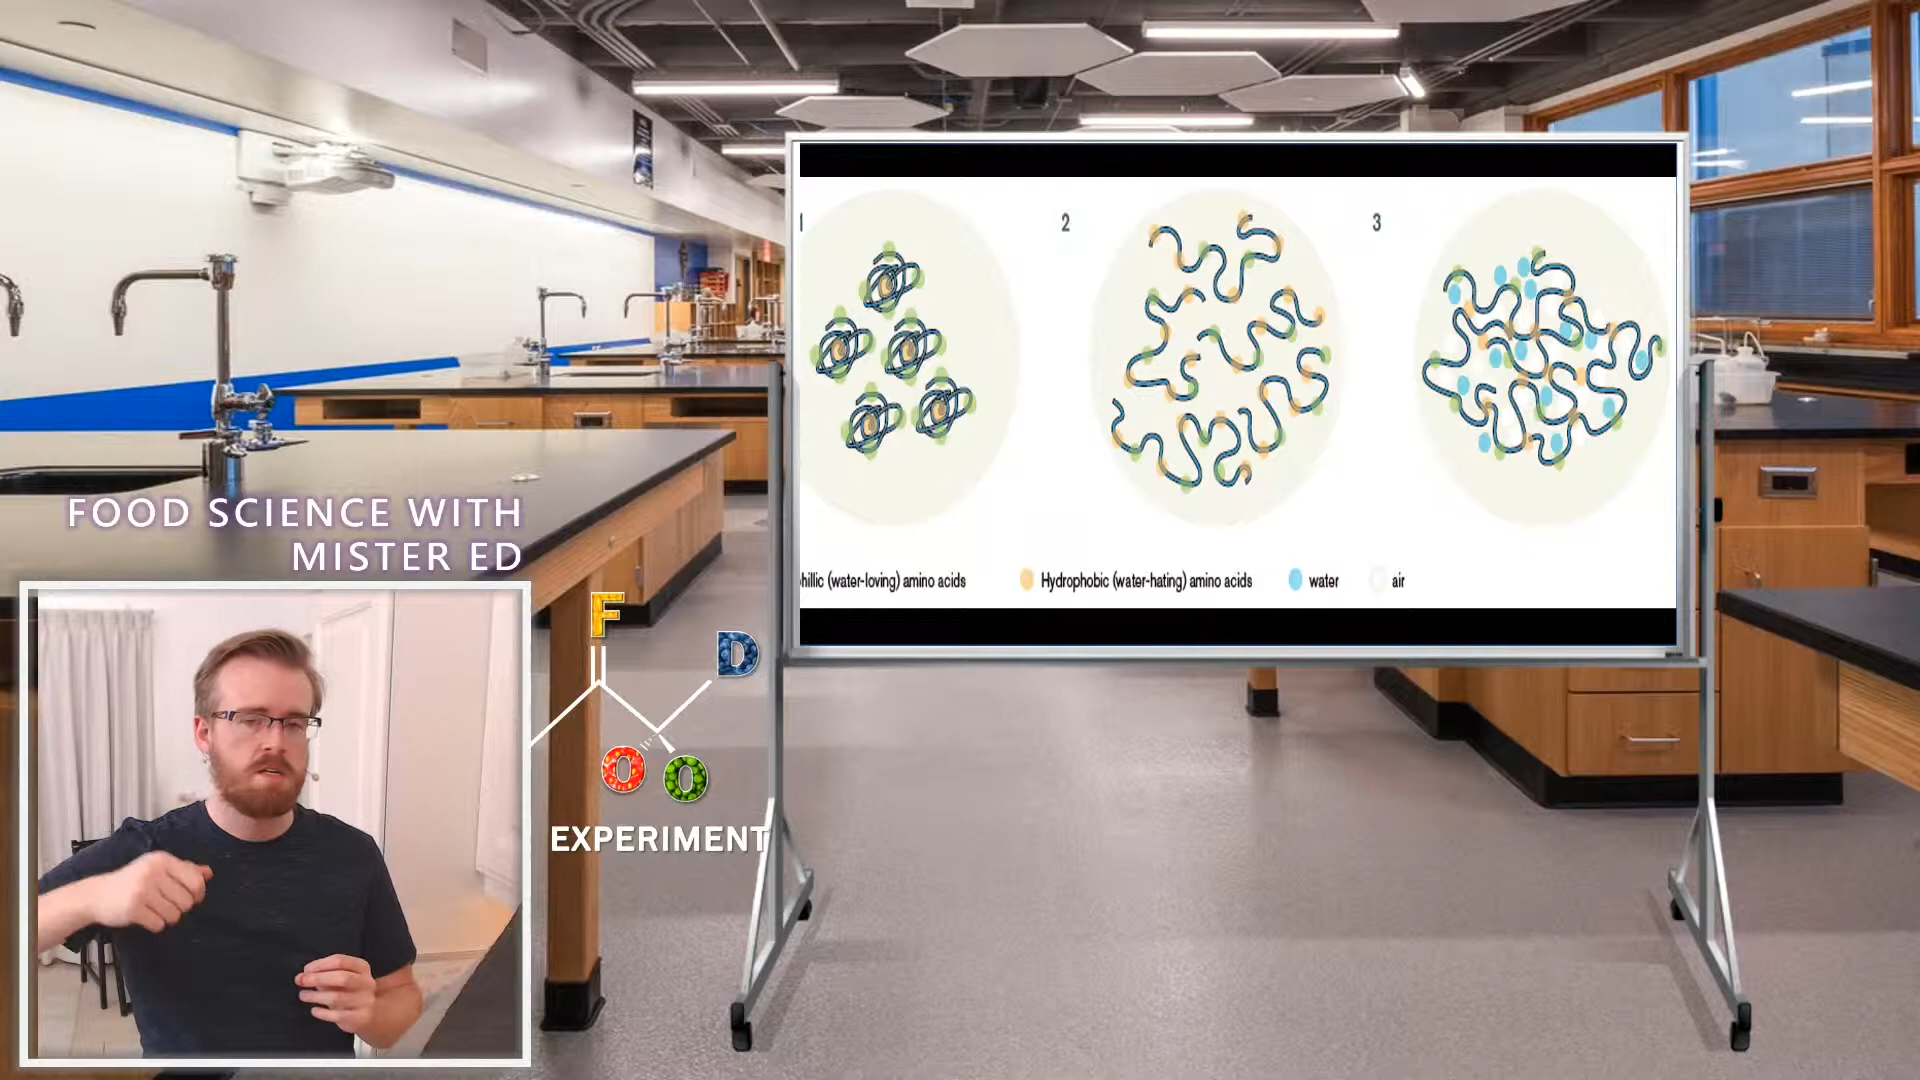 2
3
hillic (water-loving) amino acids
Hydrophobic (water-hating) amino acids
water
air
FOOD SCIENCE WITH
MISTER ED
F
D
O
O
EXPERIMENT